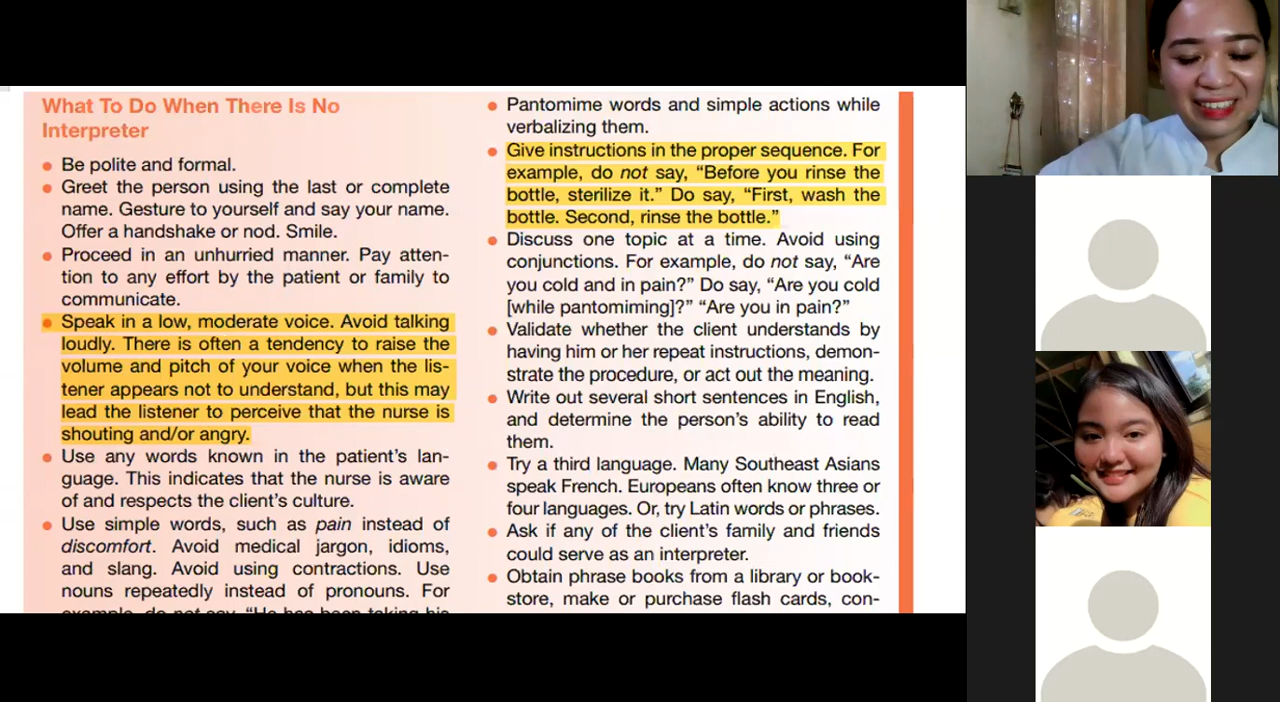 What To Do When There Is No
Interpreter
● Be polite and formal.
● Greet the person using the last or complete
name. Gesture to yourself and say your name.
Offer a handshake or nod. Smile.
● Proceed in an unhurried manner. Pay atten-
tion to any effort by the patient or family to
communicate.
● Speak in a low, moderate voice. Avoid talking
loudly. There is often a tendency to raise the
volume and pitch of your voice when the lis-
tener appears not to understand, but this may
lead the listener to perceive that the nurse is
shouting and/or angry.
● Use any words known in the patient's lan-
guage. This indicates that the nurse is aware
of and respects the client's culture.
● Use simple words, such as pain instead of
discomfort. Avoid medical jargon, idioms,
and slang. Avoid using contractions. Use
nouns repeatedly instead of pronouns. For
example, do not say, "He has been taking his
● Pantomime words and simple actions while
verbalizing them.
● Give instructions in the proper sequence. For
example, do not say, "Before you rinse the
bottle, sterilize it." Do say, "First, wash the
bottle. Second, rinse the bottle."
● Discuss one topic at a time. Avoid using
conjunctions. For example, do not say, "Are
you cold and in pain?" Do say, "Are you cold
[while pantomiming]?" "Are you in pain?"
● Validate whether the client understands by
having him or her repeat instructions, demon-
strate the procedure, or act out the meaning.
● Write out several short sentences in English,
and determine the person's ability to read
them.
● Try a third language. Many Southeast Asians
speak French. Europeans often know three or
four languages. Or, try Latin words or phrases.
● Ask if any of the client's family and friends
could serve as an interpreter.
● Obtain phrase books from a library or book-
store, make or purchase flash cards, con-